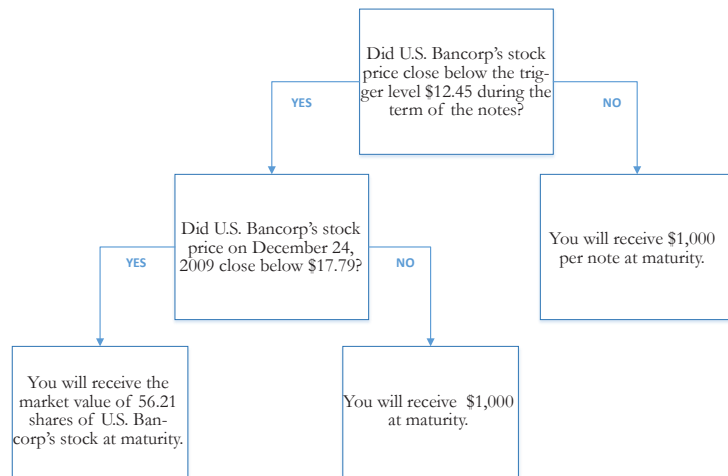 Did U.S. Bancorp's stock
price close below the trig-
ger level $12.45 during the
term of the notes?
YES
NO
Did U.S. Bancorp's stock
price on December 24,
2009 close below $17.79?
You will receive $1,000
per note at maturity.
YES
NO
You will receive the
market value of 56.21
shares of U.S. Ban-
corp's stock at maturity.
You will receive $1,000
at maturity.